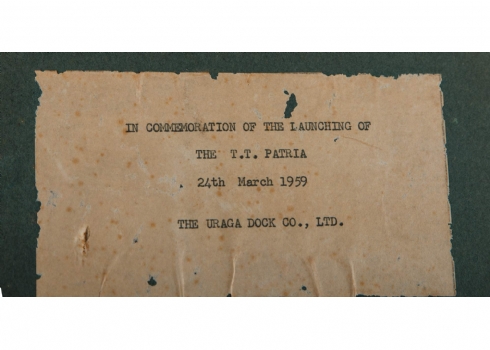 IN COMMEMORATION OF THE LAUNCHING OF
THE T.T. PATRIA
24th March 1959
THE URAGA DOCK CO., LTD.